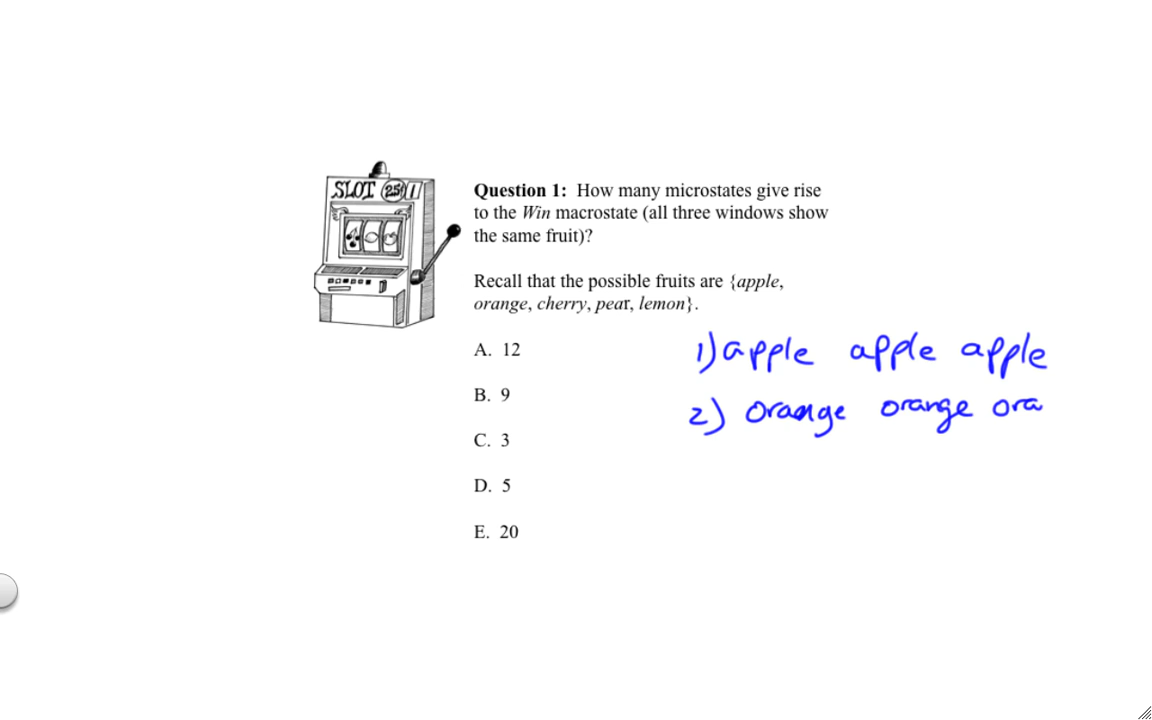 SLOT 25¢ 1
Question 1: How many microstates give rise
to the Win macrostate (all three windows show
the same fruit)?
Recall that the possible fruits are {apple,
orange, cherry, pear, lemon}.
A. 12
1) apple apple apple
B. 9
2) orange orange ora
C. 3
D. 5
E. 20